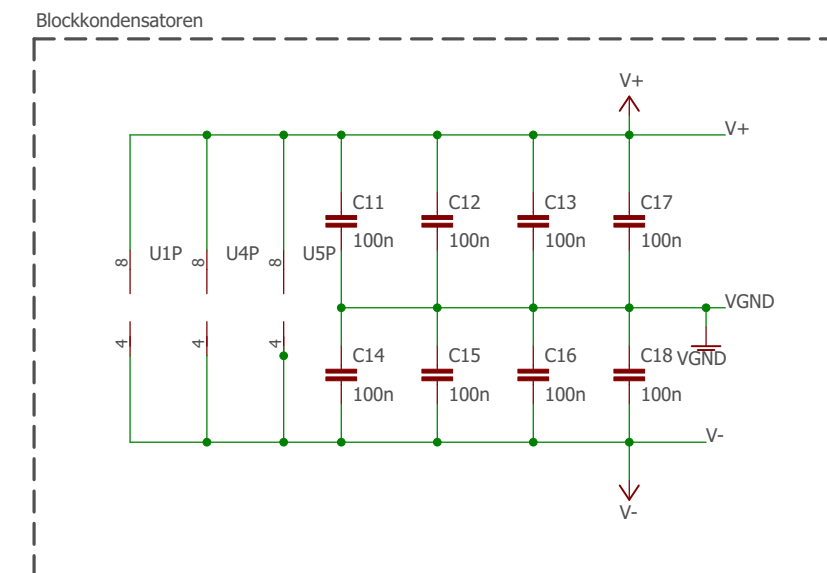 Blockkondensatoren
V+
V+
C11 C12 C13 C17
100n 100n 100n 100n
8 U1P 8 U4P 8 U5P
VGND
4 4 4
C14 C15 C16 C18 VGND
100n 100n 100n 100n
V-
V-